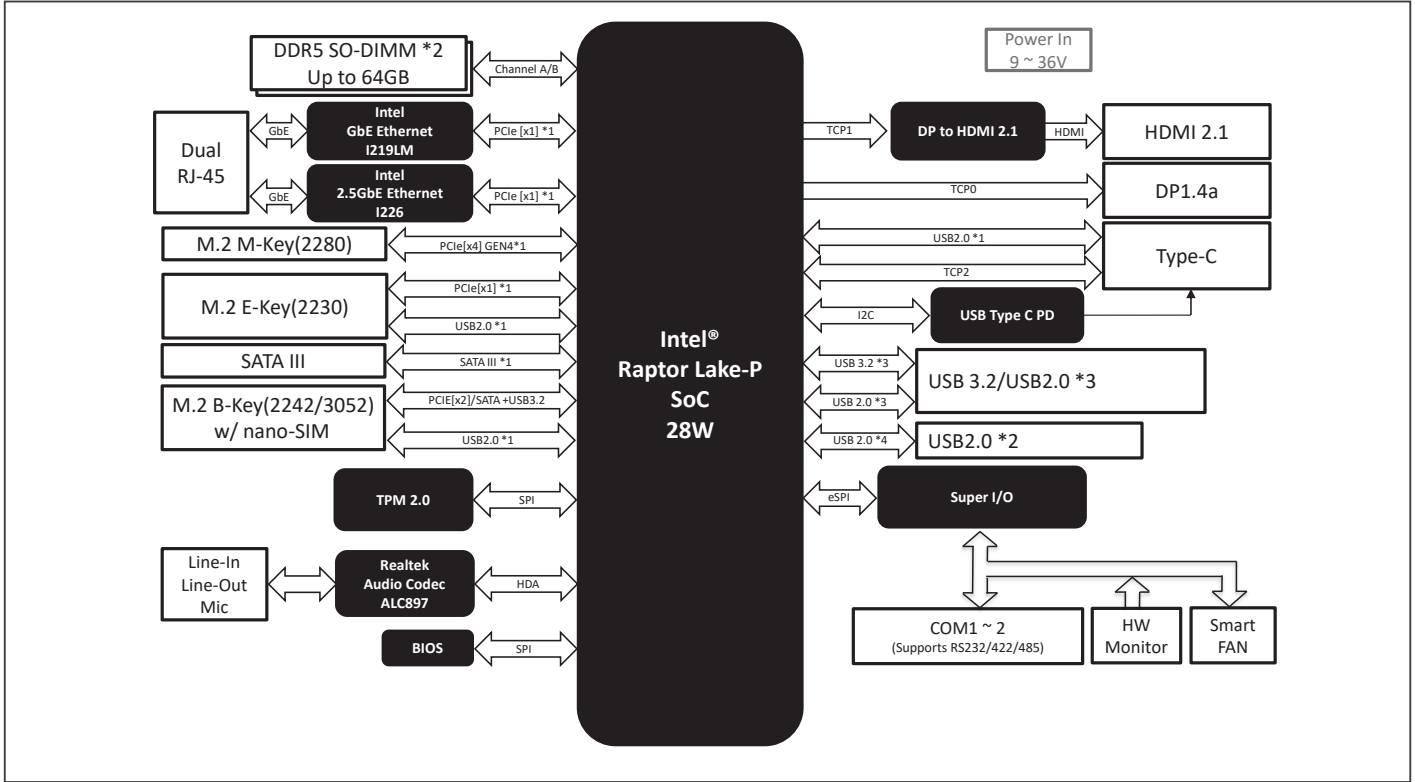 DDR5 SO-DIMM *2
Up to 64GB
Channel A/B
Dual
RJ-45
GbE
Intel
GbE Ethernet
I219LM
PCIe [x1] *1
GbE
Intel
2.5GbE Ethernet
I226
PCIe [x1] *1
M.2 M-Key(2280)
PCIe[x4] GEN4*1
M.2 E-Key(2230)
PCIe[x1] *1
USB2.0 *1
SATA III
SATA III *1
M.2 B-Key(2242/3052)
w/ nano-SIM
PCIE[x2]/SATA +USB3.2
USB2.0 *1
TPM 2.0
SPI
Line-In
Line-Out
Mic
Realtek
Audio Codec
ALC897
HDA
BIOS
SPI
Intel®
Raptor Lake-P
SoC
28W
Power In
9 ~ 36V
TCP1
DP to HDMI 2.1
HDMI
HDMI 2.1
TCP0
DP1.4a
USB2.0 *1
TCP2
Type-C
I2C
USB Type C PD
USB 3.2 *3
USB 2.0 *3
USB 3.2/USB2.0 *3
USB 2.0 *4
USB2.0 *2
eSPI
Super I/O
COM1 ~ 2
(Supports RS232/422/485)
HW
Monitor
Smart
FAN